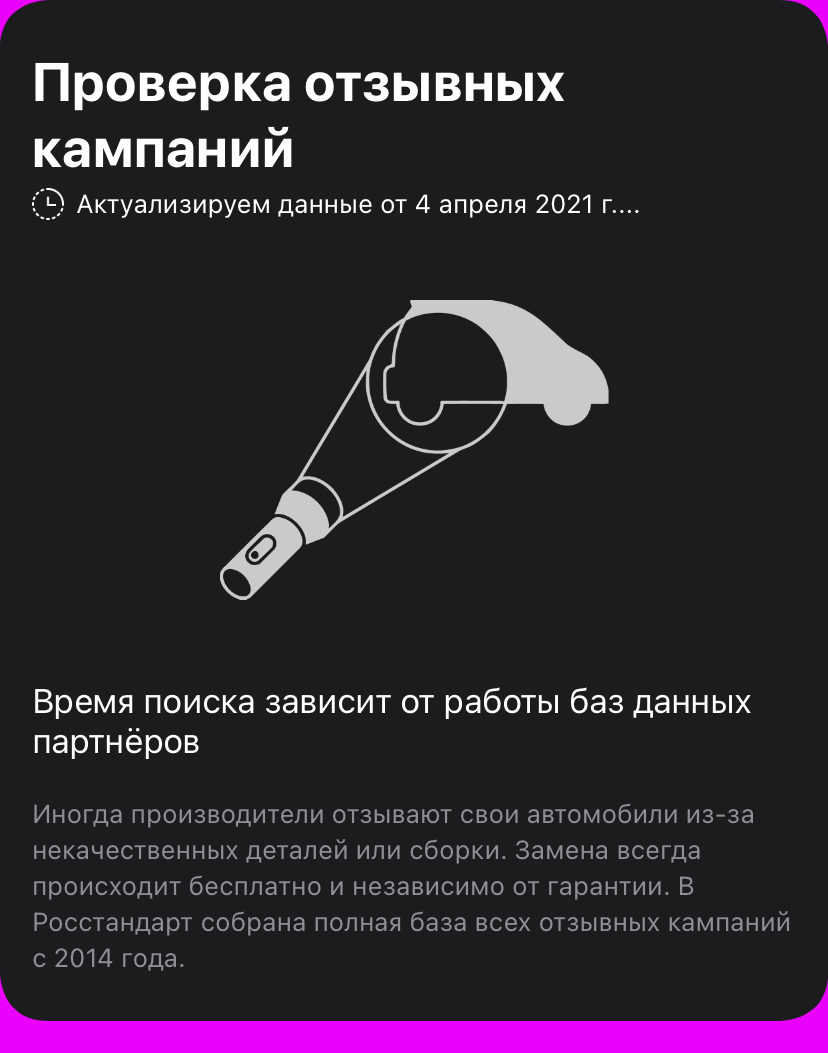 Проверка отзывных
кампаний
Актуализируем данные от 4 апреля 2021 г....
Время поиска зависит от работы баз данных
партнёров
Иногда производители отзывают свои автомобили из-за
некачественных деталей или сборки. Замена всегда
происходит бесплатно и независимо от гарантии. В
Росстандарт собрана полная база всех отзывных кампаний
с 2014 года.